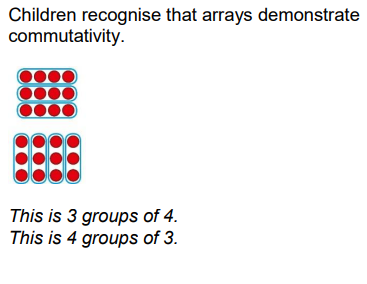 Children recognise that arrays demonstrate
commutativity.
This is 3 groups of 4.
This is 4 groups of 3.